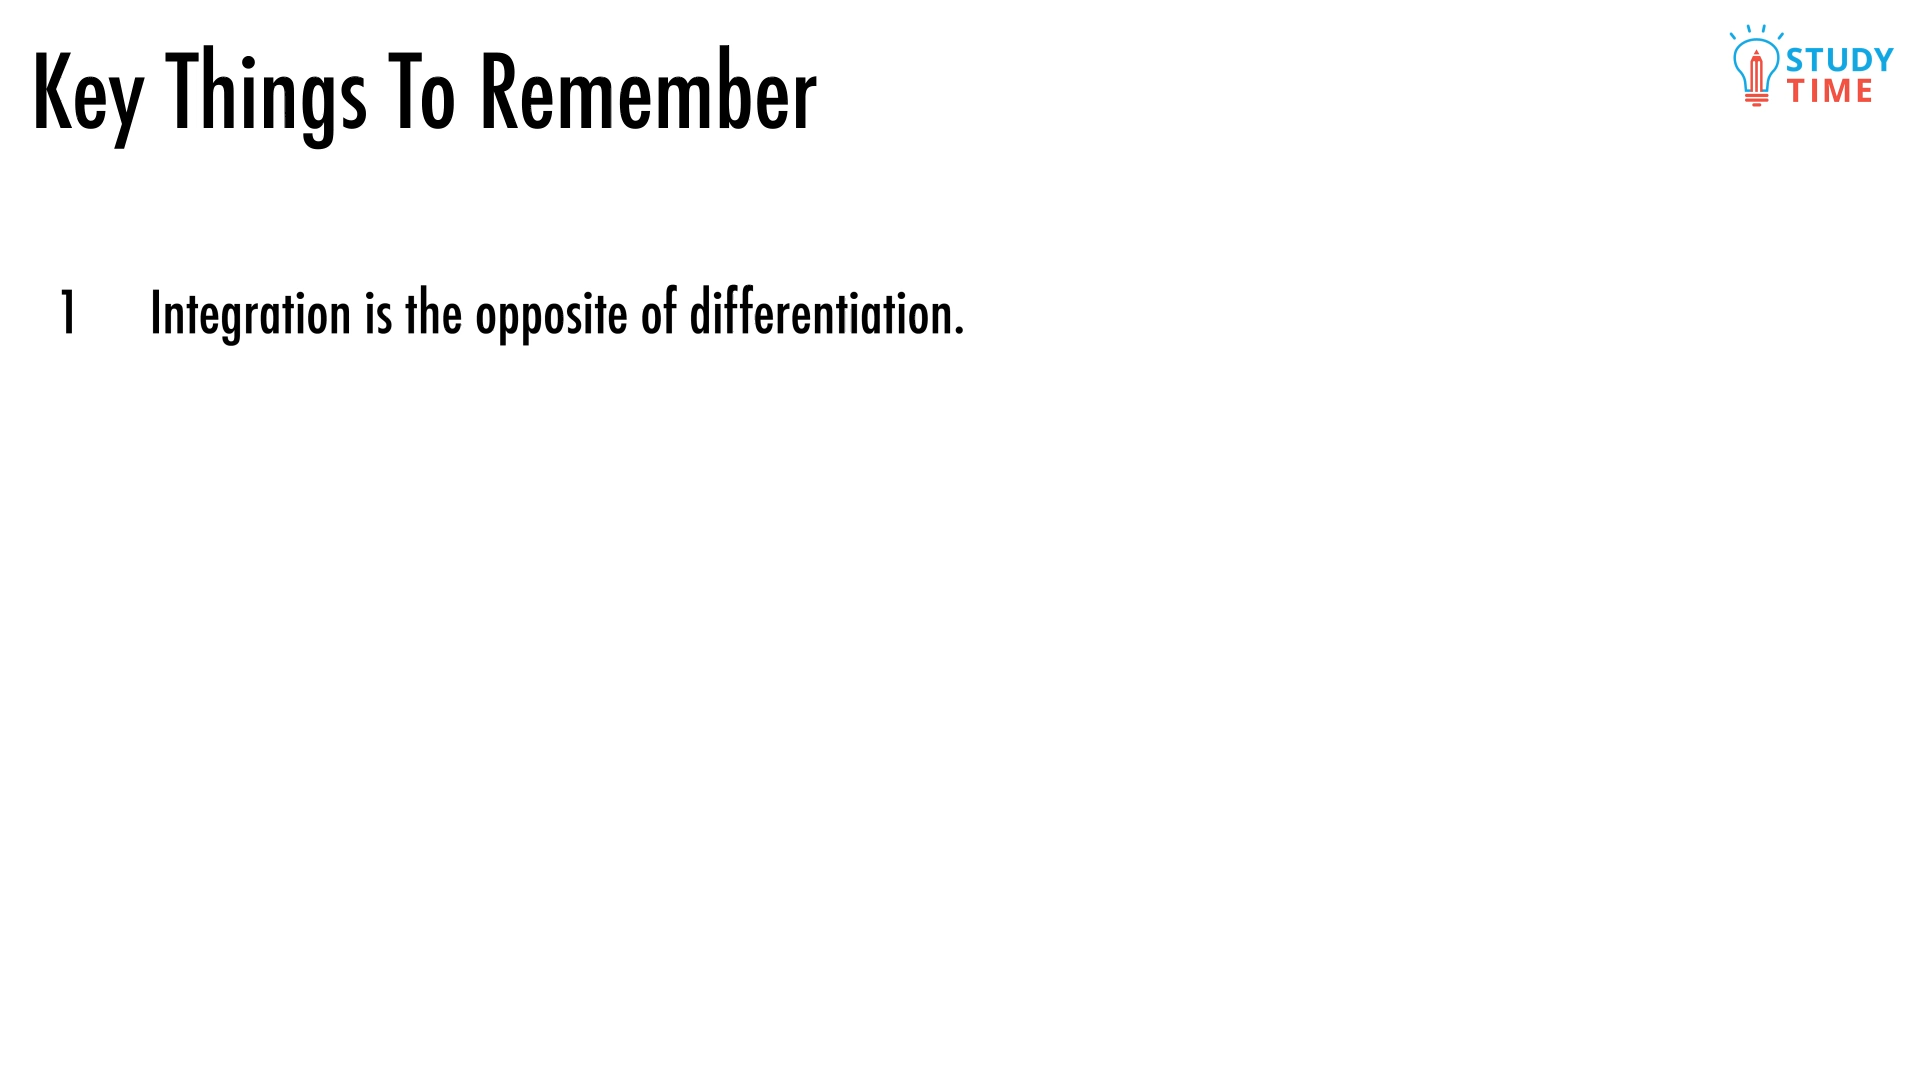 Key Things To Remember
STUDY
TIME
1 Integration is the opposite of differentiation.